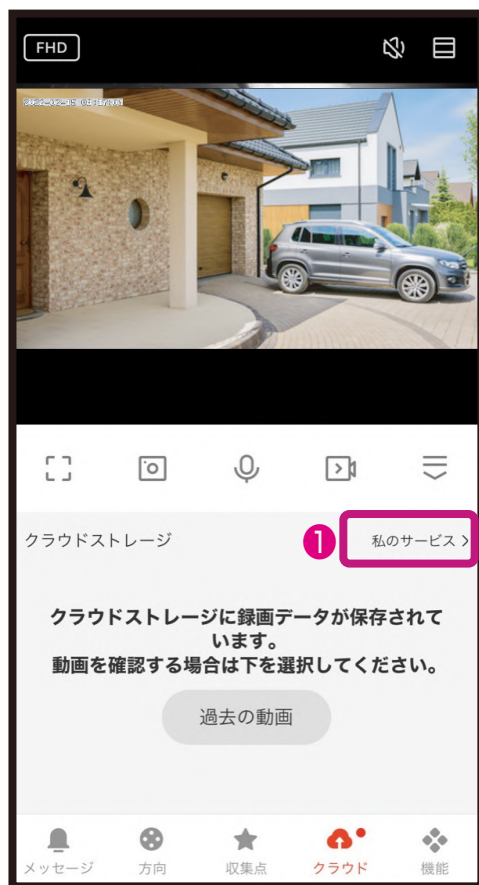 FHD
クラウドストレージ
1
私のサービス
クラウドストレージに録画データが保存されて
います。
動画を確認する場合は下を選択してください。
過去の動画
メッセージ
方向
収集点
クラウド
機能